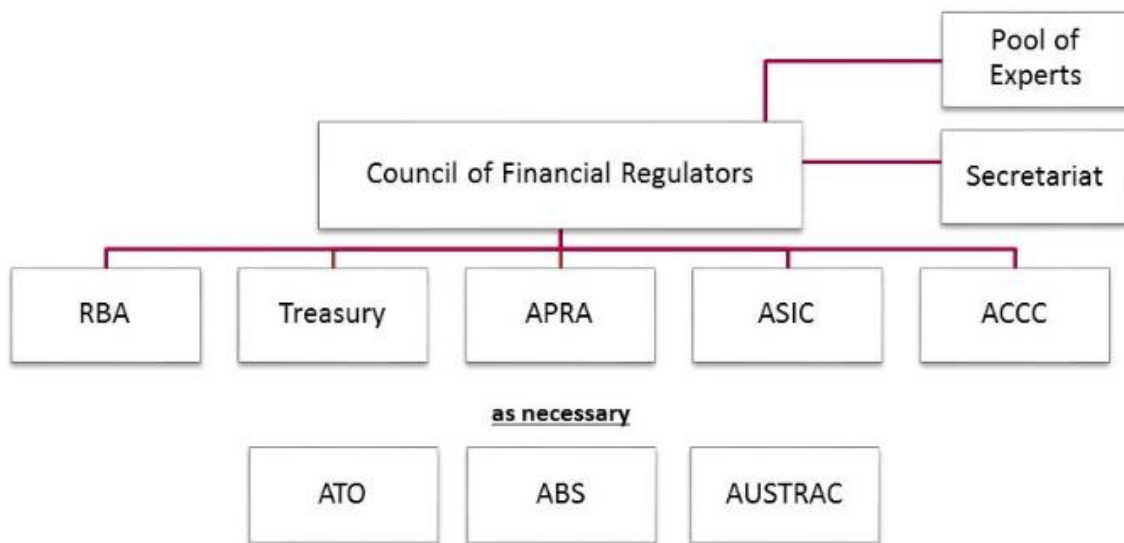 Pool of
Experts
Council of Financial Regulators
Secretariat
RBA
Treasury
APRA
ASIC
ACCC
as necessary
ATO
ABS
AUSTRAC